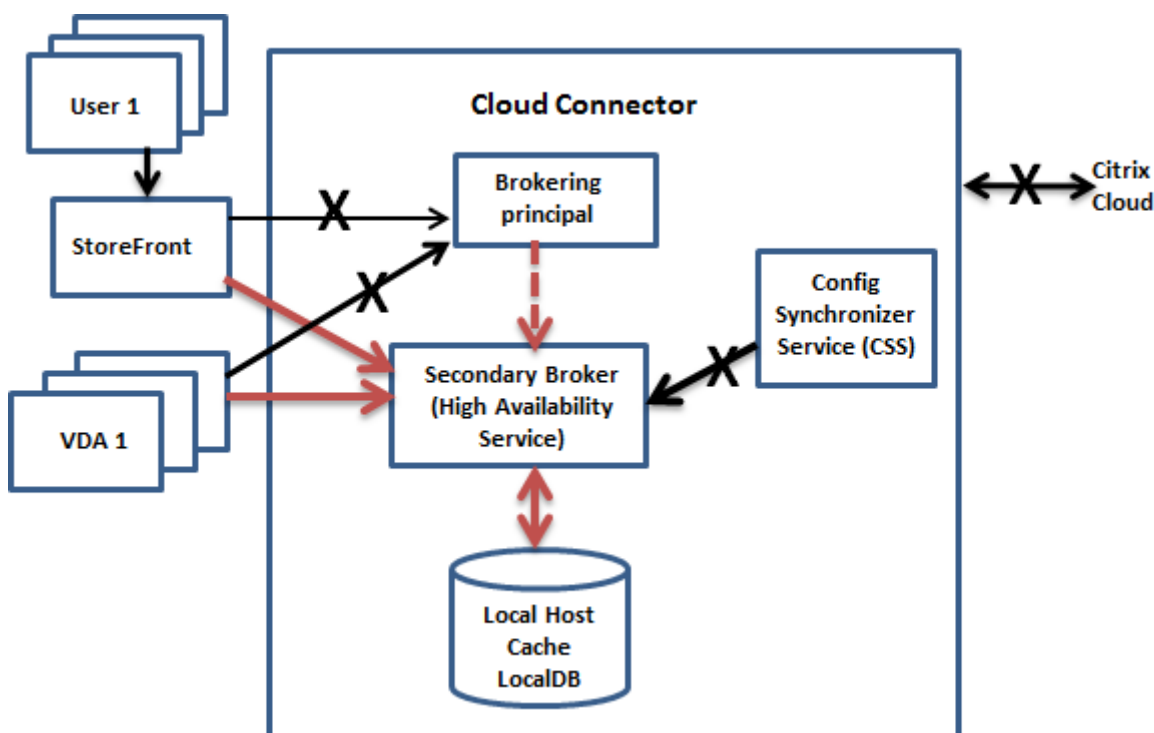 User 1
Cloud Connector
Brokering
principal
X
X
Citrix
Cloud
StoreFront
X
Config
Synchronizer
Service (CSS)
X
Secondary Broker
(High Availability
Service)
VDA 1
Local Host
Cache
LocalDB